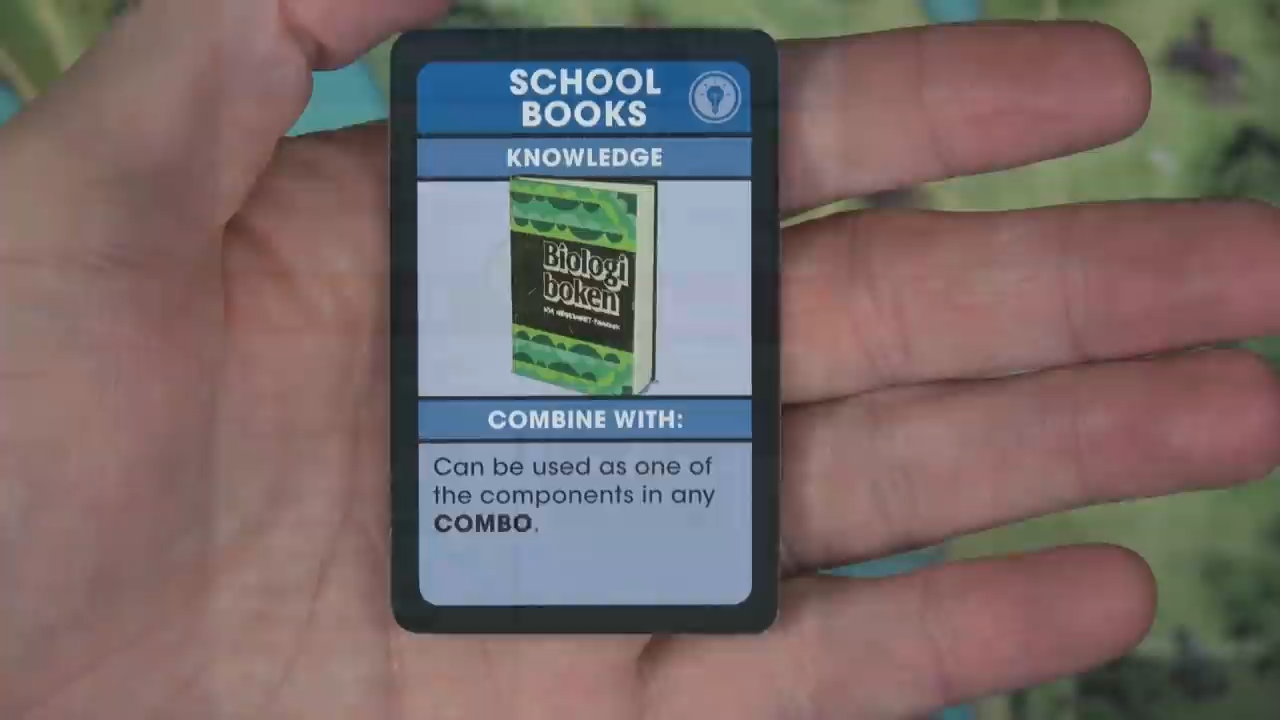 SCHOOL
BOOKS
KNOWLEDGE
Biologi
boken
COMBINE WITH:
Can be used as one of
the components in any
COMBO.